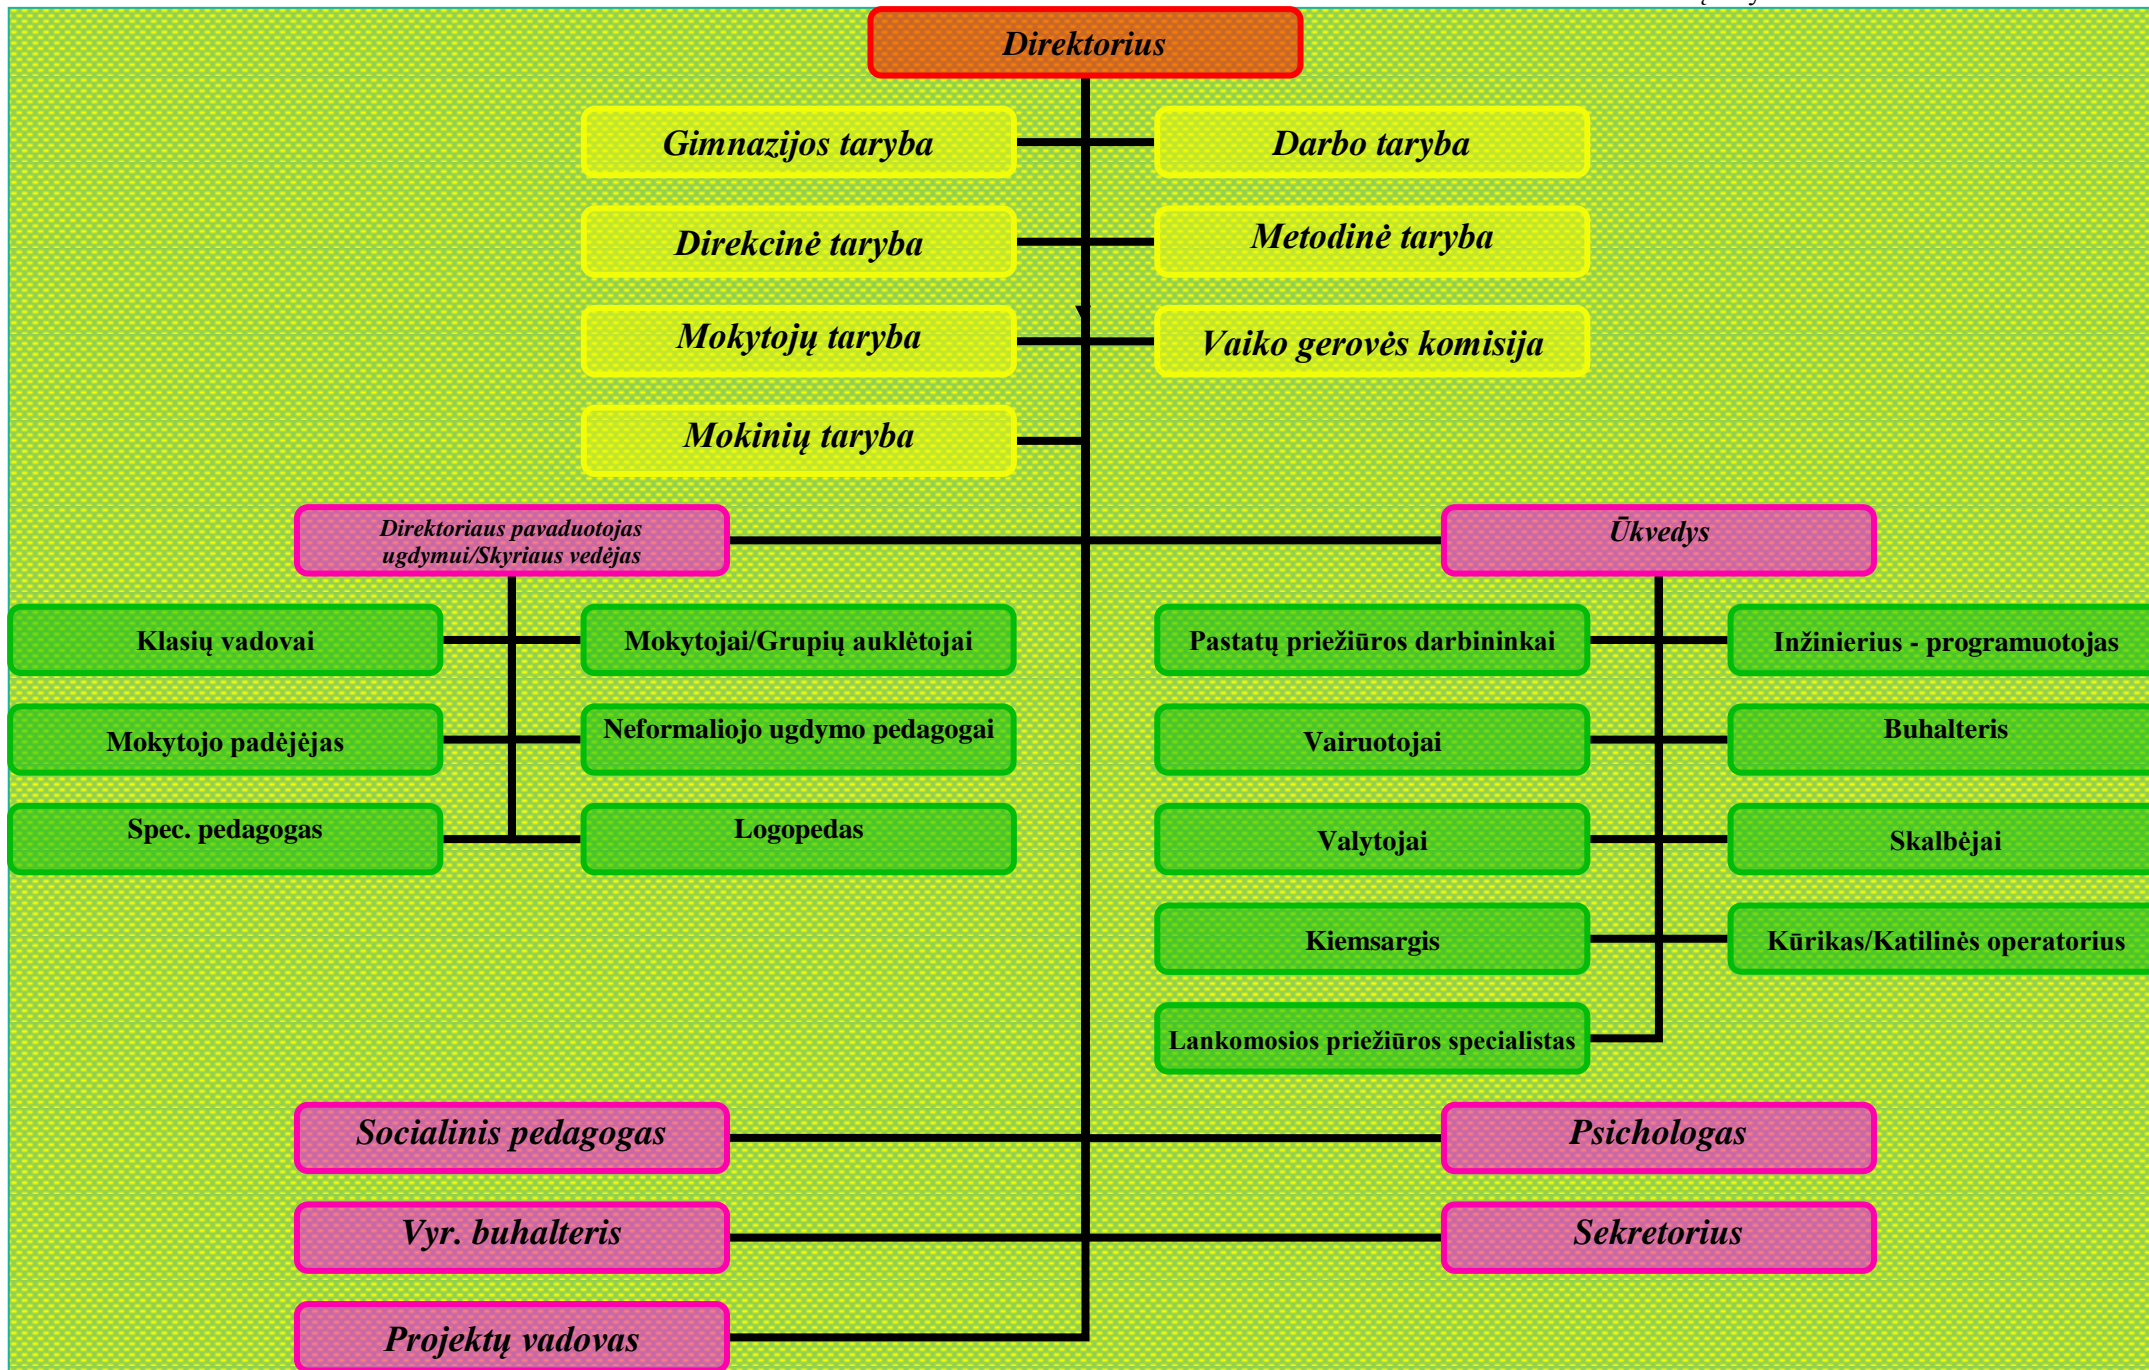 Direktorius
Gimnazijos taryba
Darbo taryba
Direkcinė taryba
Metodinė taryba
Mokytojų taryba
Vaiko gerovės komisija
Mokinių taryba
Direktoriaus pavaduotojas
ugdymui/Skyriaus vedėjas
Ūkvedys
Klasių vadovai
Mokytojai/Grupių auklėtojai
Pastatų priežiūros darbininkai
Inžinierius - programuotojas
Mokytojo padėjėjas
Neformaliojo ugdymo pedagogai
Vairuotojai
Buhalteris
Spec. pedagogas
Logopedas
Valytojai
Skalbėjai
Kiemsargis
Kūrikas/Katilinės operatorius
Lankomosios priežiūros specialistas
Socialinis pedagogas
Psichologas
Vyr. buhalteris
Sekretorius
Projektų vadovas